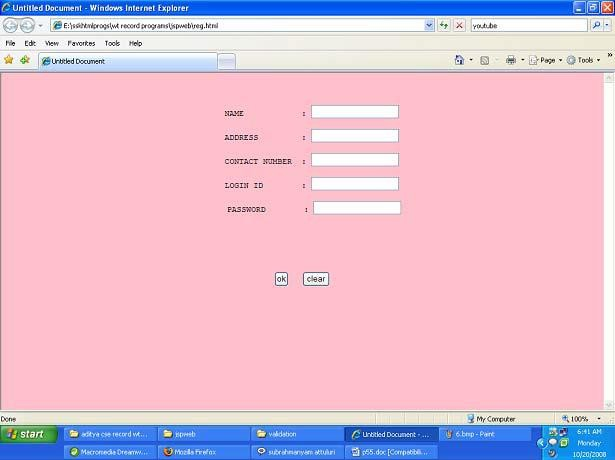 Untitled Document - Windows Internet Explorer
E:\sskhtmlprogs\wt record programs\jspweb\reg.html
youtube
File Edit View Favorites Tools Help
Untitled Document
Page Tools
NAME :
ADDRESS :
CONTACT NUMBER :
LOGIN ID :
PASSWORD :
ok clear
Done My Computer 100%
start aditya cse record wt... jspweb validation Untitled Document - ... 6.bmp - Paint 6:41 AM
Monday
Macromedia Dreamw... Mozilla Firefox subrahmanyam attuluri p55.doc [Compatibili... 10/20/2008